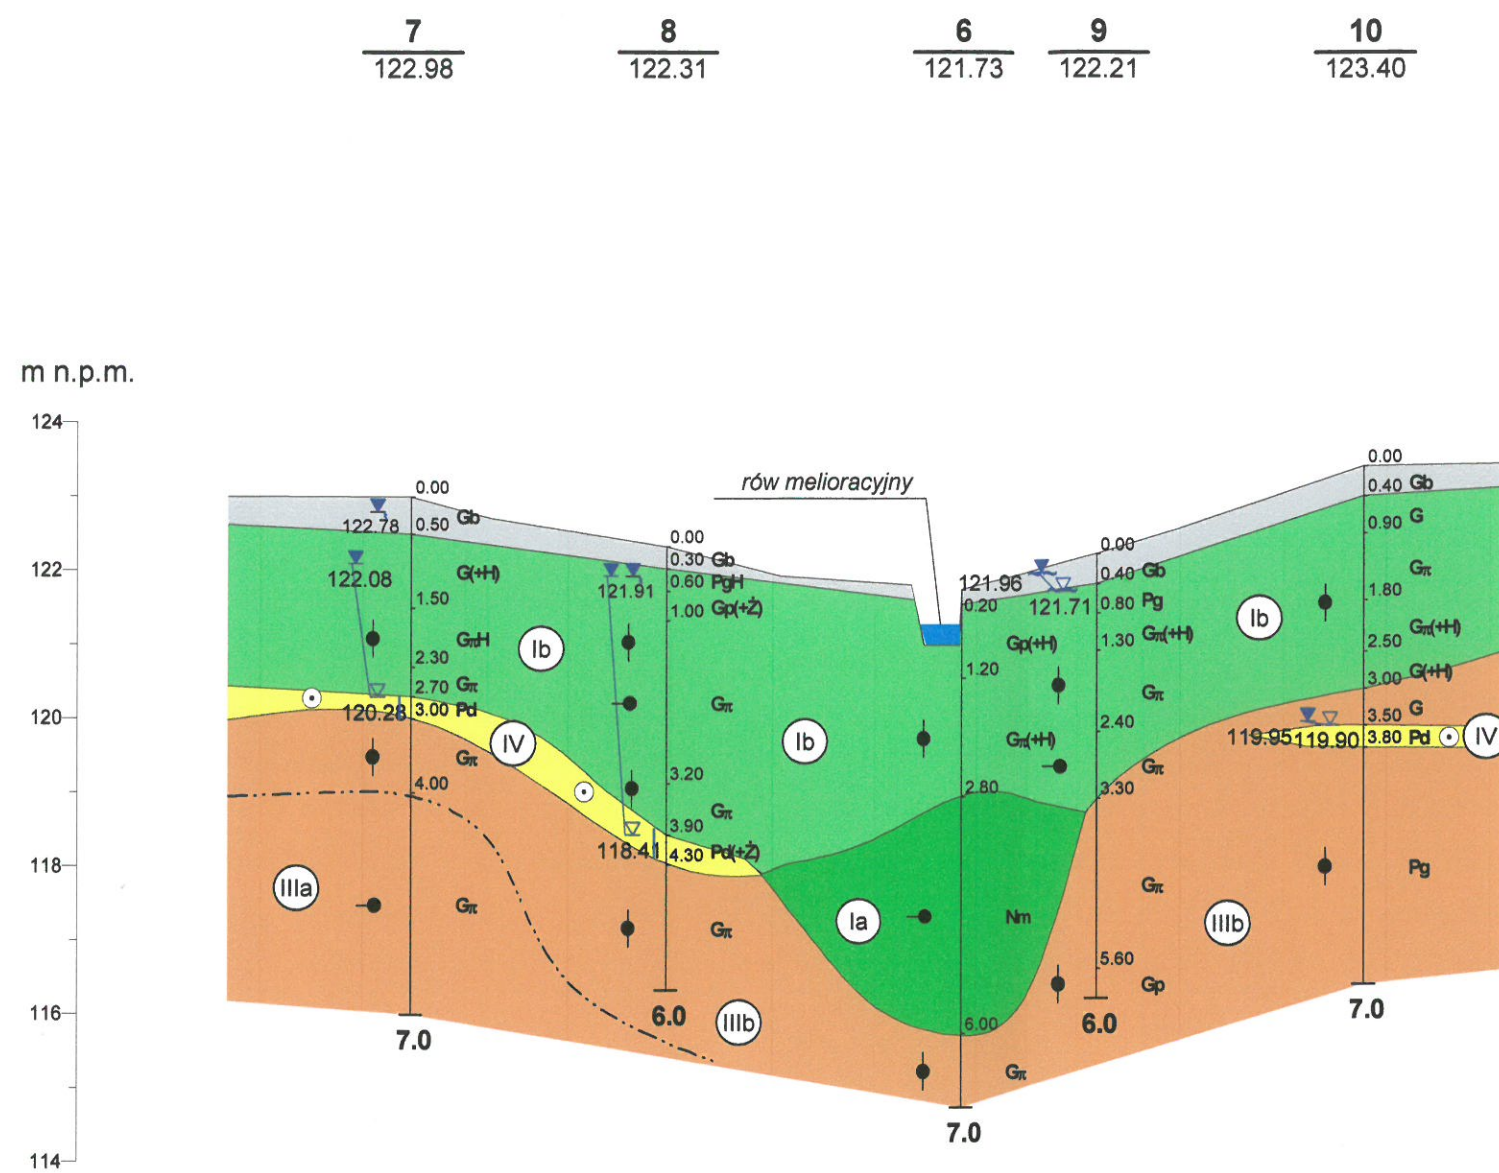 7 8 6 9 10
122.98 122.31 121.73 122.21 123.40
m n.p.m.
124
122
120
118
116
114
rów melioracyjny
0.00
122.78
0.50
Gb
122.08
G(+H)
1.50
GπH
2.30
2.70
Gπ
120.28
3.00
Pd
Gπ
4.00
Gπ
7.0
IIIa
Ib
IV
0.00
0.30
Gb
121.91
0.60
PgH
1.00
Gp(+Ż)
Gπ
3.20
Gπ
3.90
118.41
4.30
Pd(+Ż)
Gπ
6.0
IIIb
Ib
Ia
121.96
0.20
Gp(+H)
1.20
Gπ(+H)
2.80
Nm
6.00
Gπ
7.0
0.00
0.40
Gb
121.71
0.80
Pg
1.30
Gπ(+H)
Gπ
2.40
Gπ
3.30
Gπ
5.60
Gp
6.0
Ib
IIIb
0.00
0.40
Gb
0.90
G
Gπ
1.80
Gπ(+H)
2.50
G(+H)
3.00
G
3.50
119.95
119.90
3.80
Pd
IV
Pg
7.0